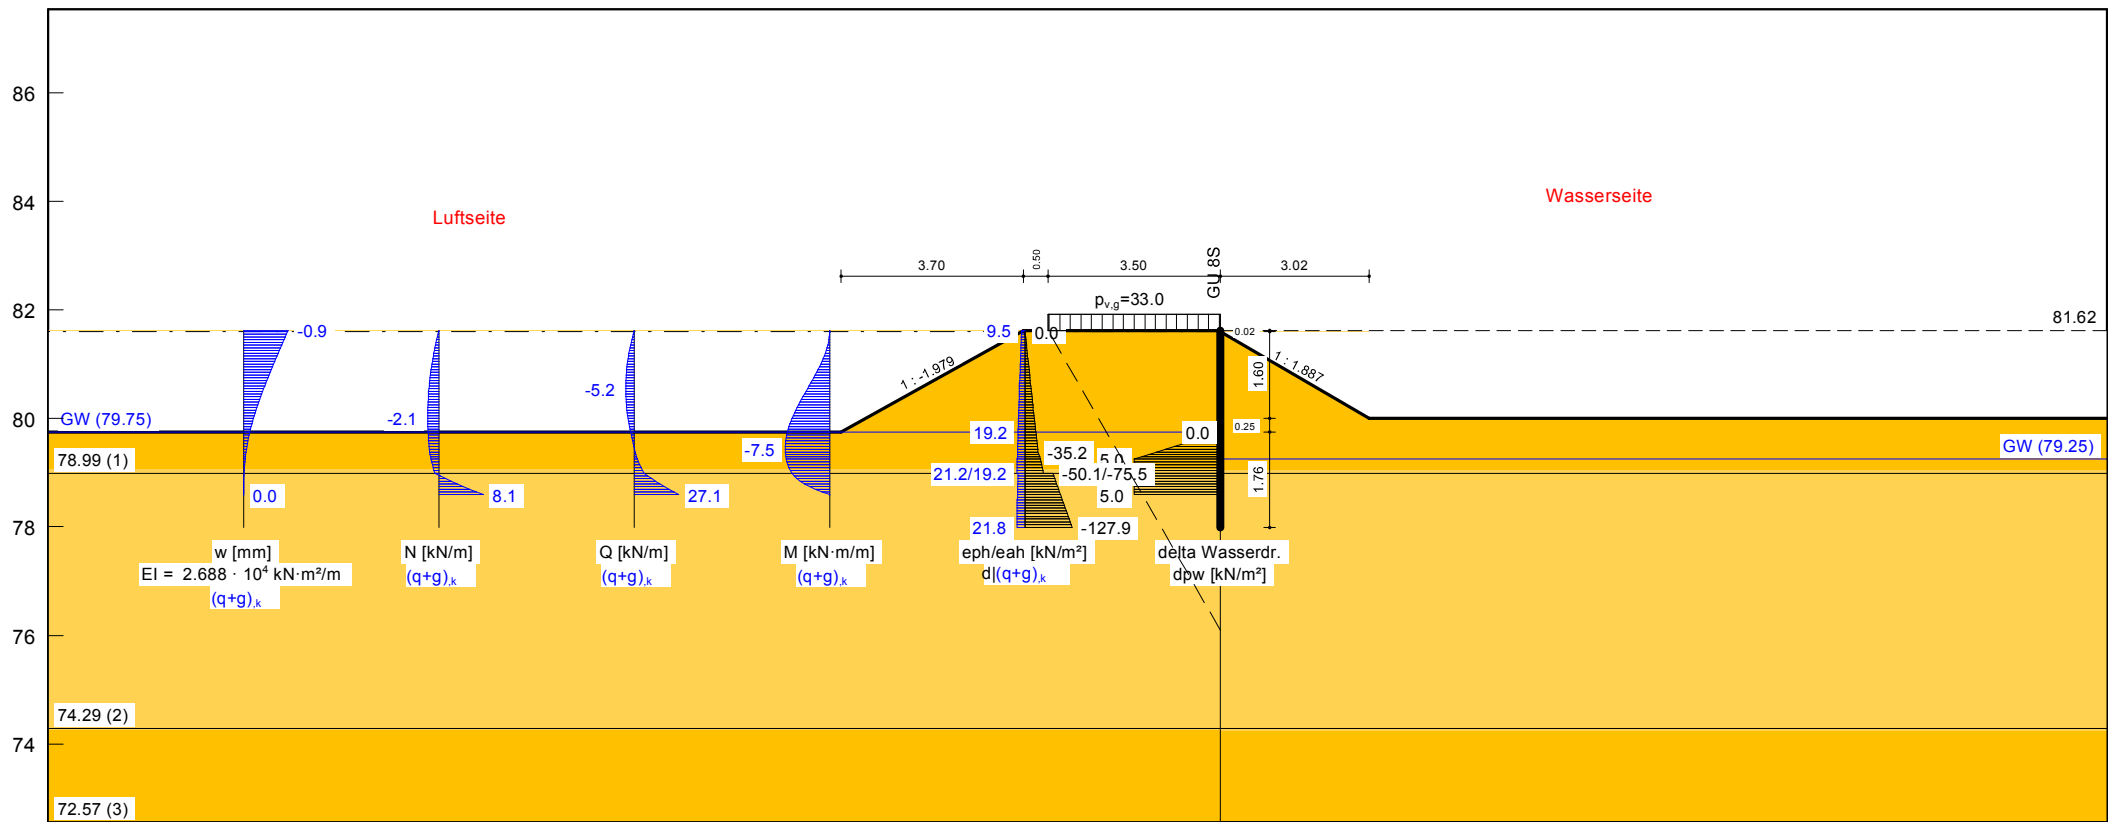 86
84
82
80
78
76
74
Luftseite
Wasserseite
3.70
0.50
3.50
GU 8S
3.02
pv,g=33.0
81.62
-0.9
9.5
0.0
0.02
1 : -1.979
1 : 1.887
1.60
-5.2
GW (79.75)
-2.1
19.2
0.0
0.25
-7.5
-35.2
5.0
GW (79.25)
78.99 (1)
21.2/19.2
-50.1/-75.5
1.76
0.0
8.1
27.1
5.0
21.8
-127.9
w [mm]
EI = 2.688 · 10⁴ kN·m²/m
(q+g),k
N [kN/m]
(q+g),k
Q [kN/m]
(q+g),k
M [kN·m/m]
(q+g),k
eph/eah [kN/m²]
d|(q+g),k
delta Wasserdr.
dpw [kN/m²]
74.29 (2)
72.57 (3)